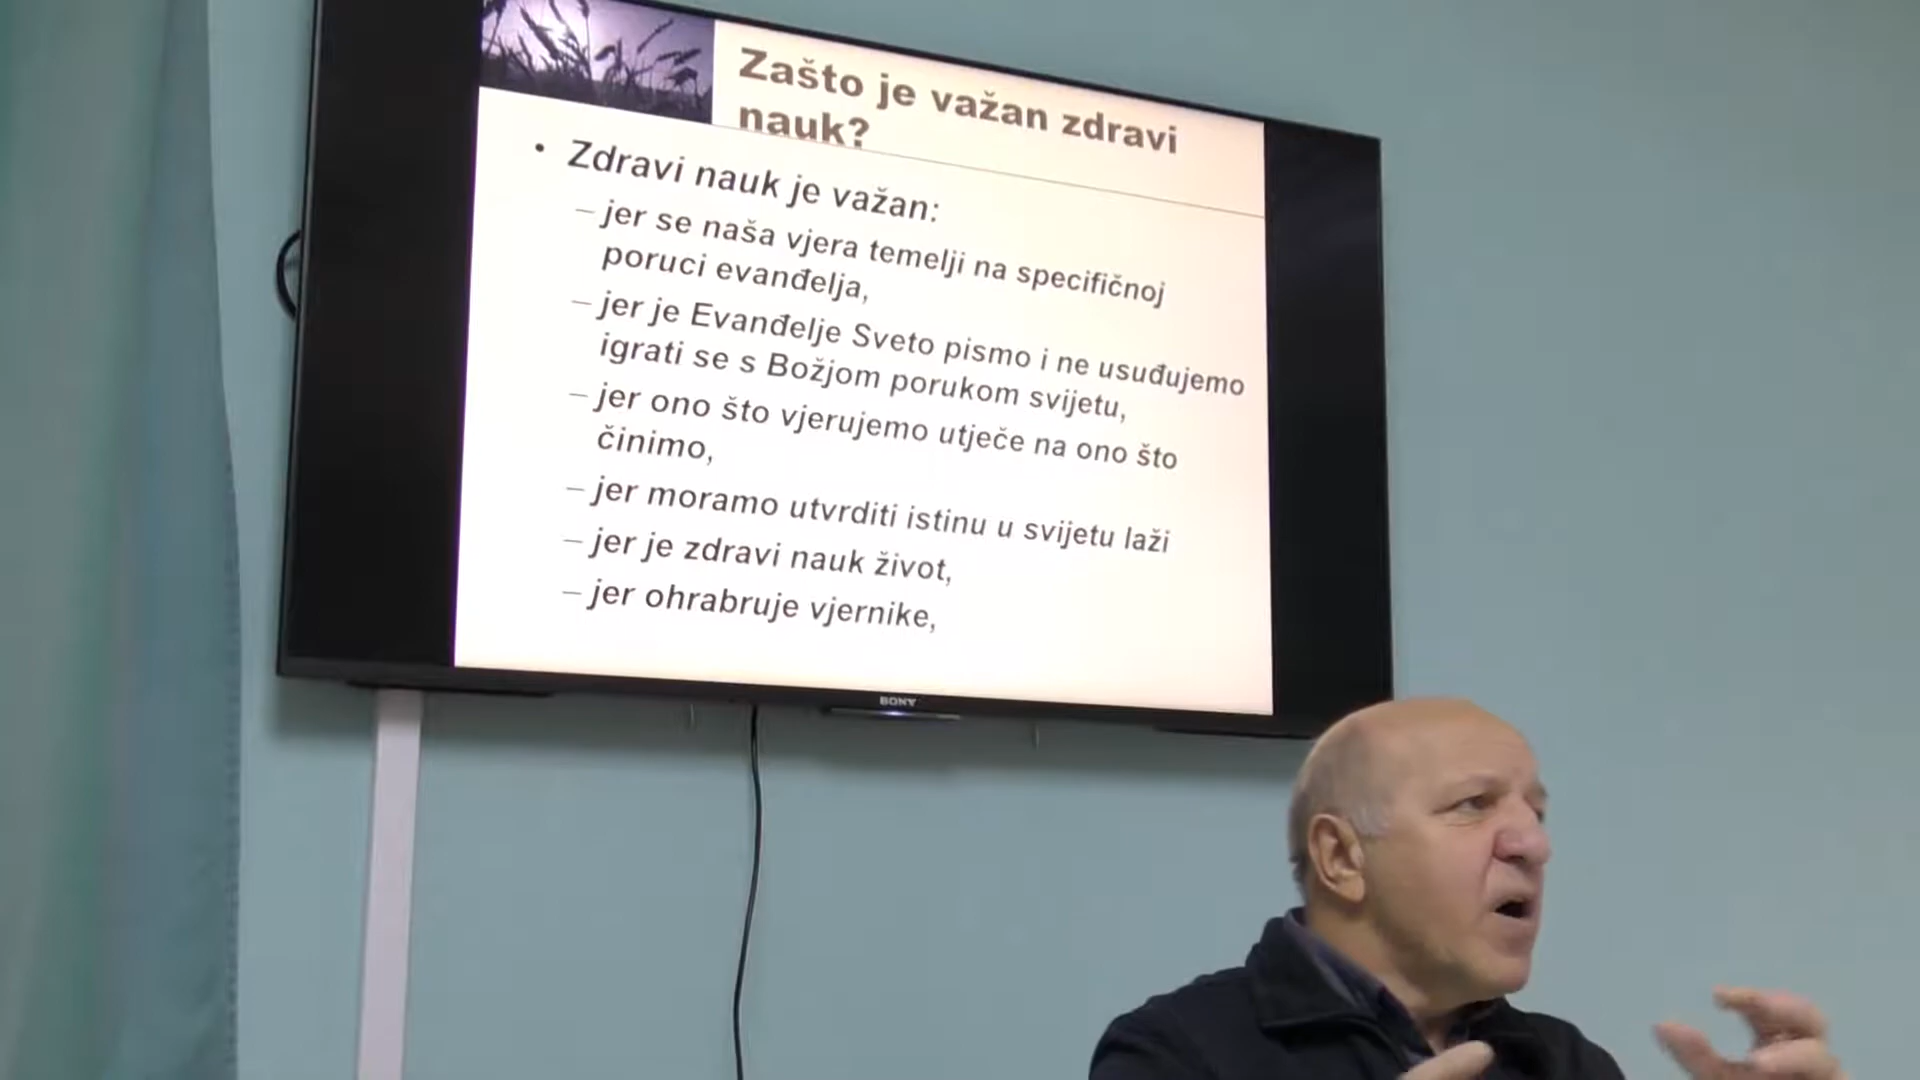 Zašto je važan zdravi
nauk?
• Zdravi nauk je važan:
– jer se naša vjera temelji na specifičnoj
poruci evanđelja,
– jer je Evanđelje Sveto pismo i ne usuđujemo
igrati se s Božjom porukom svijetu,
– jer ono što vjerujemo utječe na ono što
činimo,
– jer moramo utvrditi istinu u svijetu laži
– jer je zdravi nauk život,
– jer ohrabruje vjernike,
SONY